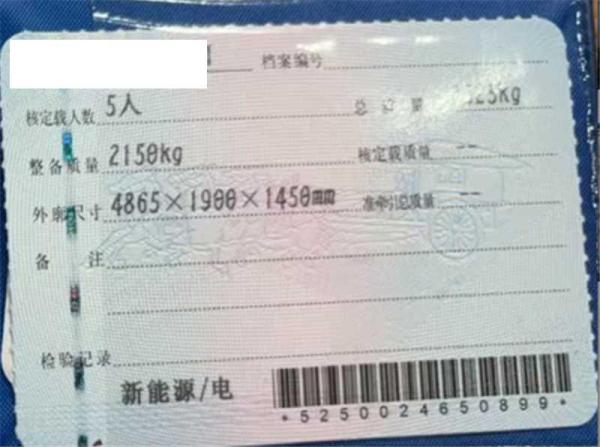 档案编号
核定载人数 5人 总质量
整备质量 2150kg 核定载质量 --
外廓尺寸 4865×1900×1450mm 准牵引总质量 --
备 注
检验记录
新能源/电
*5250024650899*